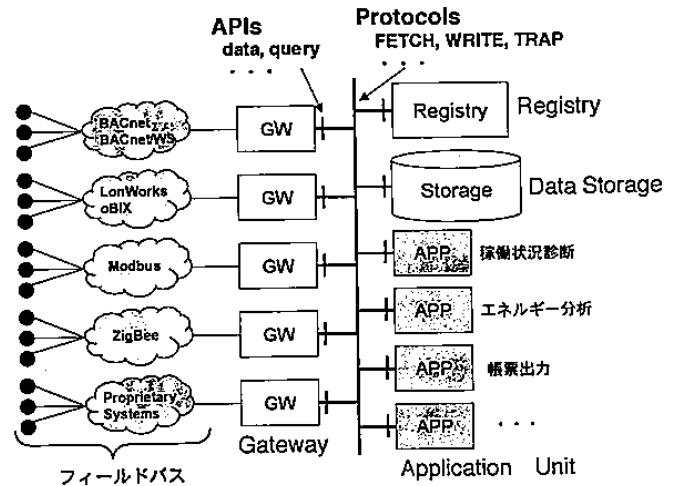 APIs
data, query
. . .
Protocols
FETCH, WRITE, TRAP
. . .
BACnet
BACnet/WS
GW
Registry
Registry
LonWorks
oBIX
GW
Storage
Data Storage
Modbus
GW
APP
稼働状況診断
ZigBee
GW
APP
エネルギー分析
Proprietary
Systems
GW
APP
帳票出力
APP
. . .
Gateway
フィールドバス
Application Unit